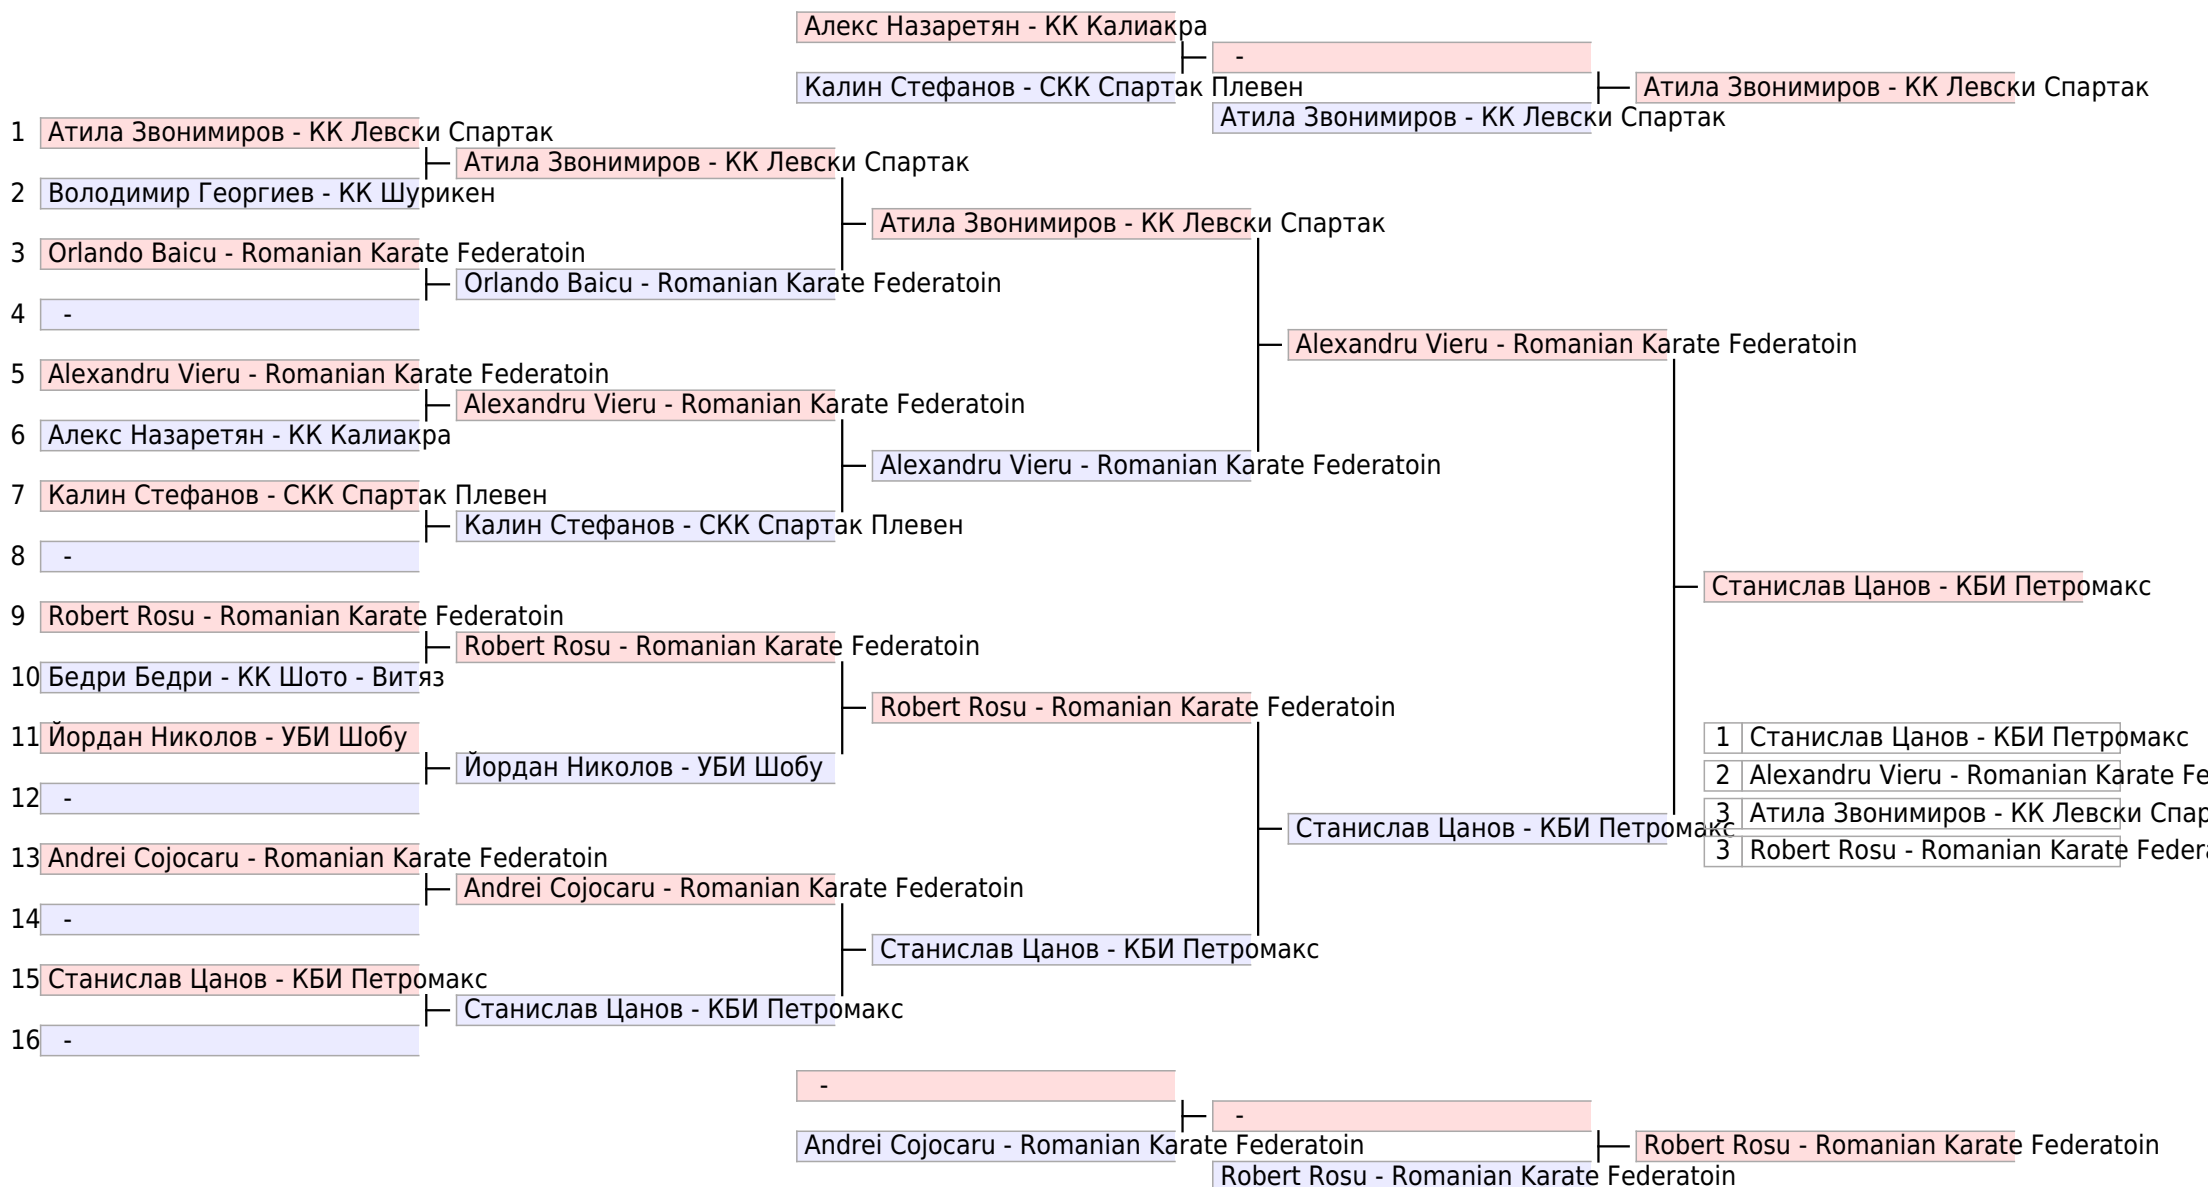 Алекс Назаретян - КК Калиакра
-
Калин Стефанов - СКК Спартак Плевен
Атила Звонимиров - КК Левски Спартак
Атила Звонимиров - КК Левски Спартак
1 Атила Звонимиров - КК Левски Спартак
Атила Звонимиров - КК Левски Спартак
2 Володимир Георгиев - КК Шурикен
Атила Звонимиров - КК Левски Спартак
3 Orlando Baicu - Romanian Karate Federatoin
Orlando Baicu - Romanian Karate Federatoin
4 -
Alexandru Vieru - Romanian Karate Federatoin
5 Alexandru Vieru - Romanian Karate Federatoin
Alexandru Vieru - Romanian Karate Federatoin
6 Алекс Назаретян - КК Калиакра
Alexandru Vieru - Romanian Karate Federatoin
7 Калин Стефанов - СКК Спартак Плевен
Калин Стефанов - СКК Спартак Плевен
8 -
Станислав Цанов - КБИ Петромакс
9 Robert Rosu - Romanian Karate Federatoin
Robert Rosu - Romanian Karate Federatoin
10 Бедри Бедри - КК Шото - Витяз
Robert Rosu - Romanian Karate Federatoin
11 Йордан Николов - УБИ Шобу
1 Станислав Цанов - КБИ Петромакс
Йордан Николов - УБИ Шобу
2 Alexandru Vieru - Romanian Karate Fe
12 -
3 Атила Звонимиров - КК Левски Спар
Станислав Цанов - КБИ Петромакс
3 Robert Rosu - Romanian Karate Federa
13 Andrei Cojocaru - Romanian Karate Federatoin
Andrei Cojocaru - Romanian Karate Federatoin
14 -
Станислав Цанов - КБИ Петромакс
15 Станислав Цанов - КБИ Петромакс
Станислав Цанов - КБИ Петромакс
16 -
-
-
Andrei Cojocaru - Romanian Karate Federatoin
Robert Rosu - Romanian Karate Federatoin
Robert Rosu - Romanian Karate Federatoin